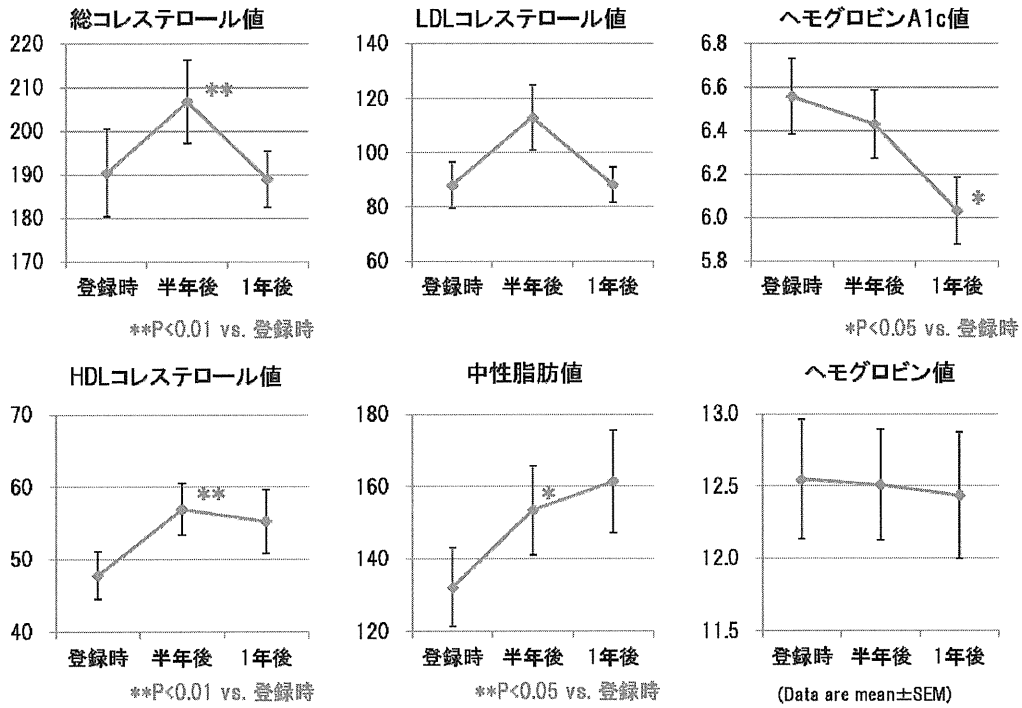 総コレステロール値
220
210
200
190
180
170
**
登録時 半年後 1年後
**P<0.01 vs. 登録時
LDLコレステロール値
140
120
100
80
60
登録時 半年後 1年後
ヘモグロビンA1c値
6.8
6.6
6.4
6.2
6.0
5.8
*
登録時 半年後 1年後
*P<0.05 vs. 登録時
HDLコレステロール値
70
60
50
40
**
登録時 半年後 1年後
**P<0.01 vs. 登録時
中性脂肪値
180
160
140
120
*
登録時 半年後 1年後
**P<0.05 vs. 登録時
ヘモグロビン値
13.0
12.5
12.0
11.5
登録時 半年後 1年後
(Data are mean±SEM)